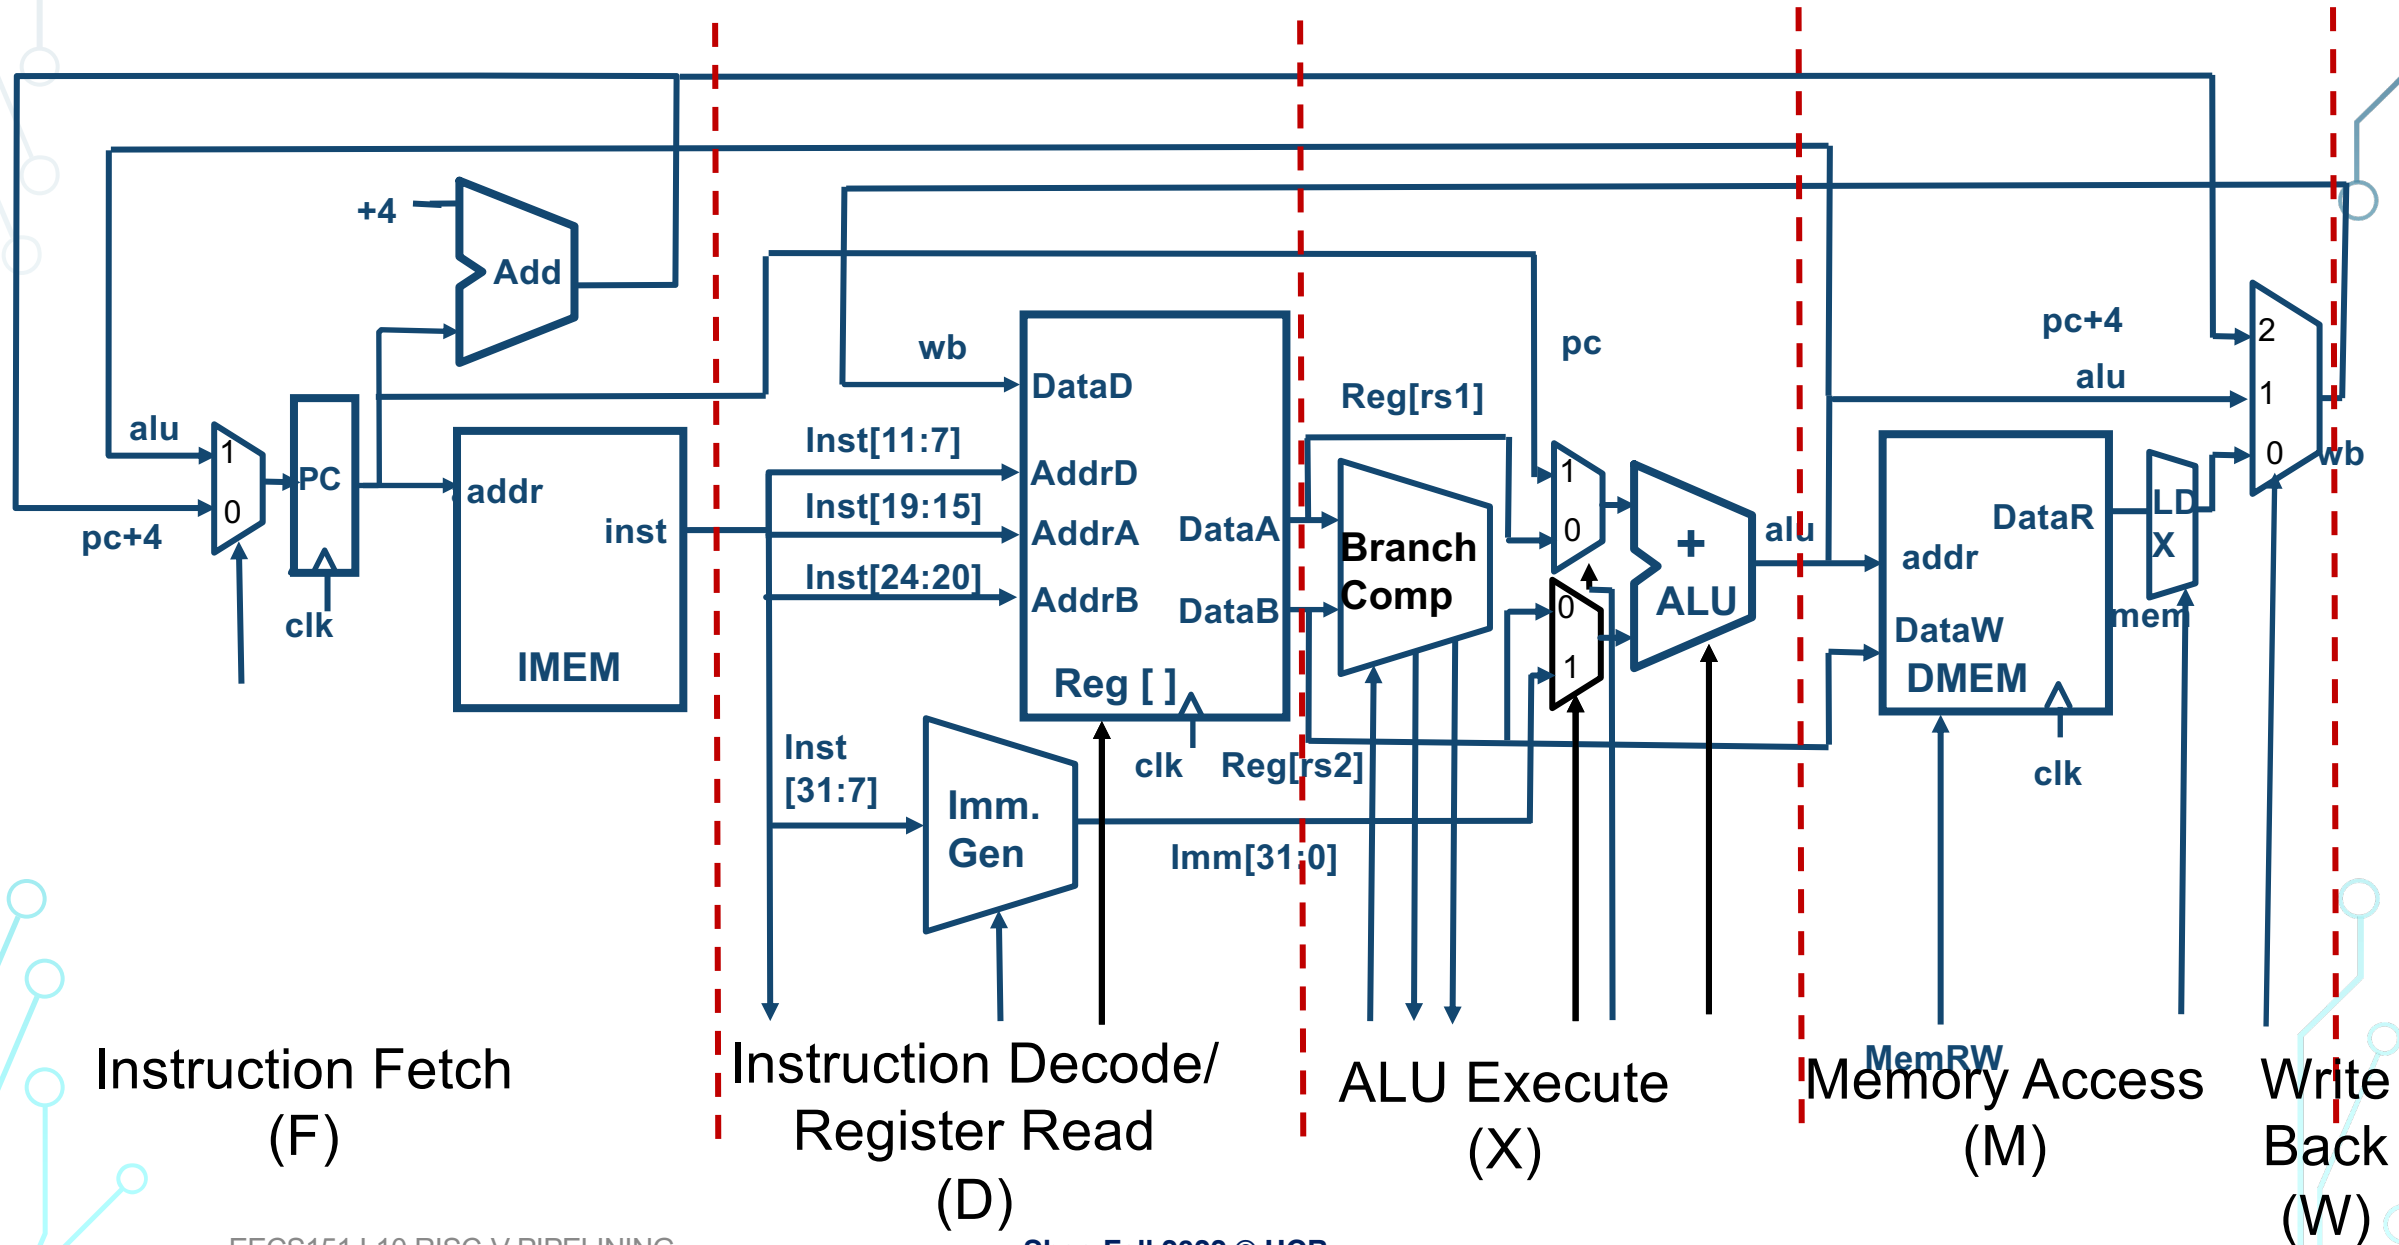 +4
Add
wb
DataD
pc
pc+4
alu
2
1
0
wb
Reg[rs1]
alu
1
0
pc+4
PC
clk
addr
inst
IMEM
Inst[11:7]
AddrD
Inst[19:15]
AddrA
Inst[24:20]
AddrB
DataA
DataB
Reg [ ]
clk
Reg[rs2]
Branch
Comp
1
0
0
1
+
ALU
alu
addr
DataR
DataW
DMEM
clk
LD
X
mem
Inst
[31:7]
Imm.
Gen
Imm[31:0]
MemRW
Instruction Fetch
(F)
Instruction Decode/
Register Read
(D)
ALU Execute
(X)
Memory Access
(M)
Write
Back
(W)
EECS151 L10 RISC-V PIPELINING